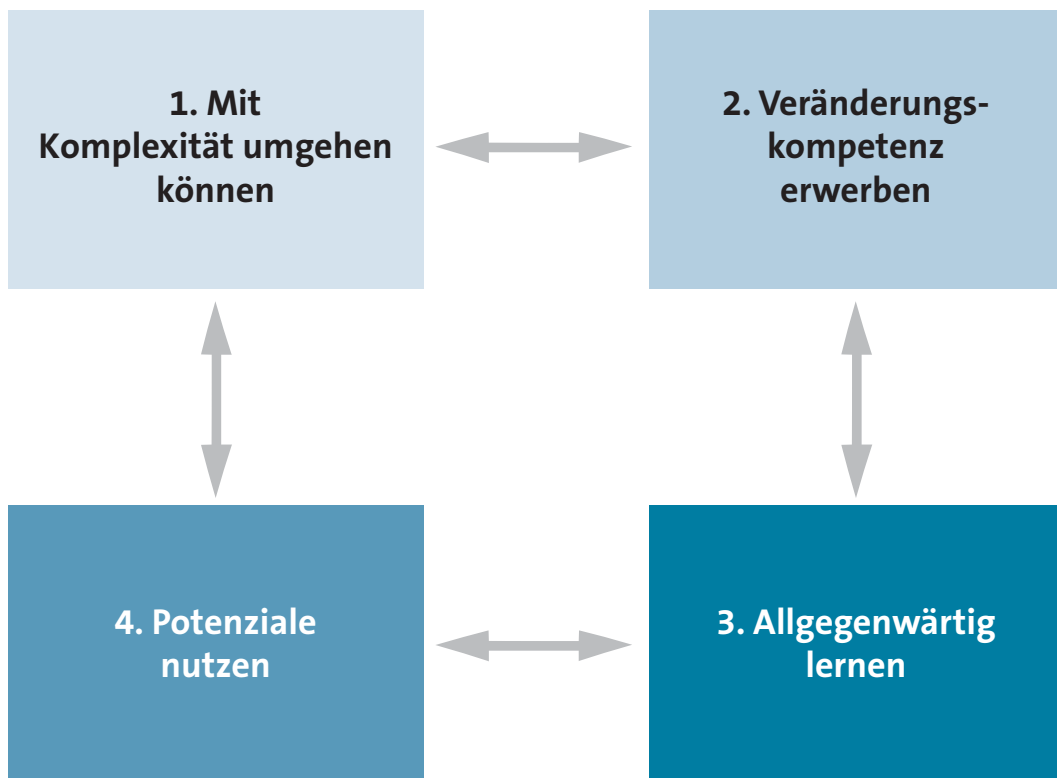 1. Mit
Komplexität umgehen
können
2. Veränderungs-
kompetenz
erwerben
4. Potenziale
nutzen
3. Allgegenwärtig
lernen